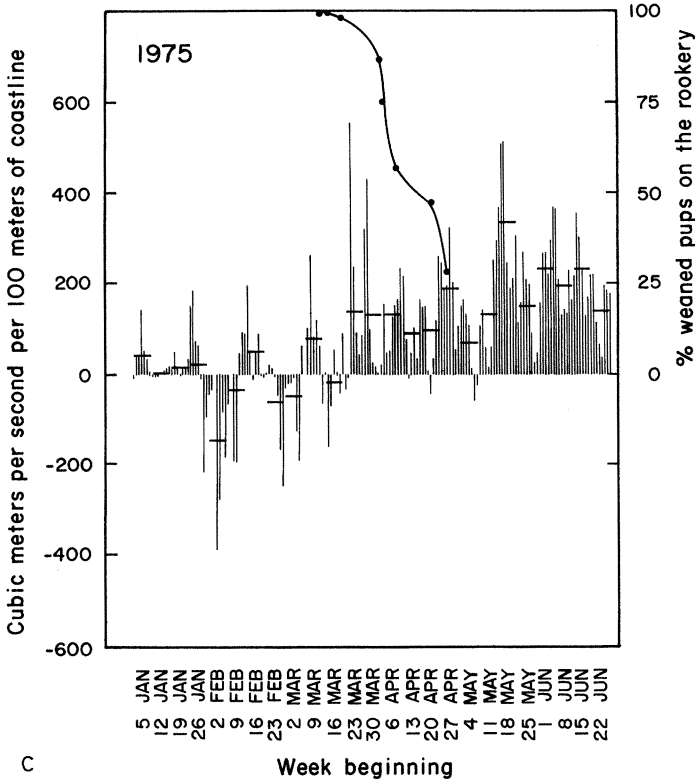 1975
Cubic meters per second per 100 meters of coastline
600
400
200
0
-200
-400
-600
% weaned pups on the rookery
100
75
50
25
0
5 JAN
12 JAN
19 JAN
26 JAN
2 FEB
9 FEB
16 FEB
23 FEB
2 MAR
9 MAR
16 MAR
23 MAR
30 MAR
6 APR
13 APR
20 APR
27 APR
4 MAY
11 MAY
18 MAY
25 MAY
1 JUN
8 JUN
15 JUN
22 JUN
C
Week beginning